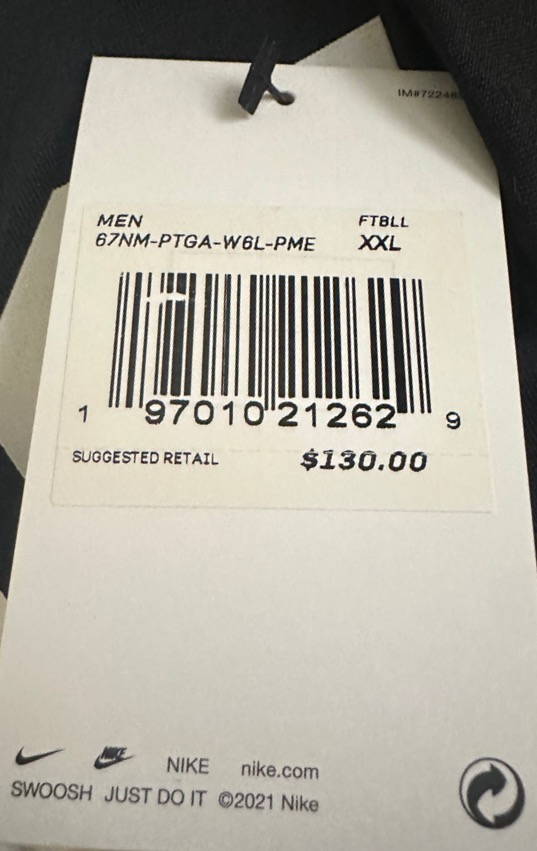 MEN FTBLL
67NM-PTGA-W6L-PME XXL
1 97010 21262 9
SUGGESTED RETAIL $130.00
NIKE NIKE nike.com
SWOOSH JUST DO IT ©2021 Nike